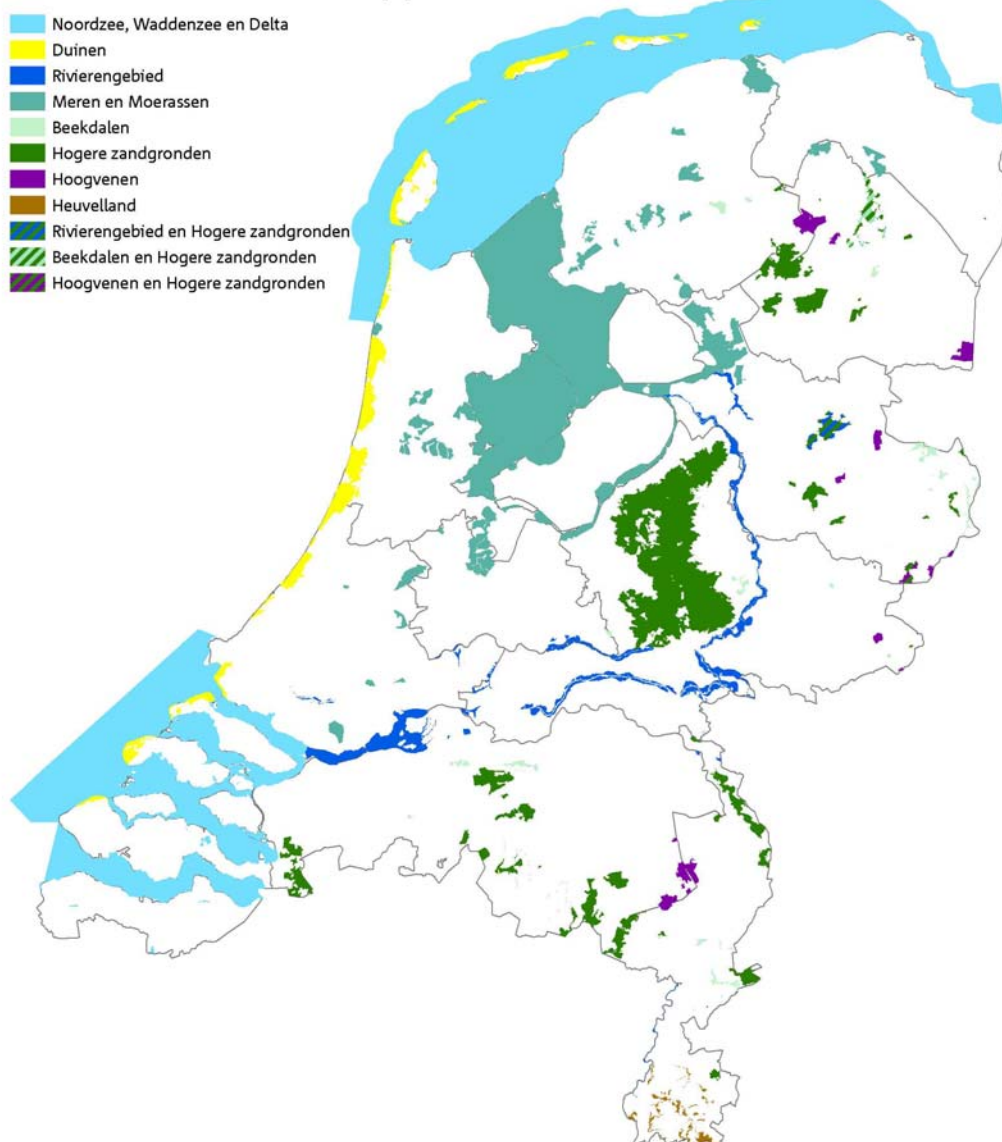 Noordzee, Waddenzee en Delta
Duinen
Rivierengebied
Meren en Moerassen
Beekdalen
Hogere zandgronden
Hoogvenen
Heuvelland
Rivierengebied en Hogere zandgronden
Beekdalen en Hogere zandgronden
Hoogvenen en Hogere zandgronden